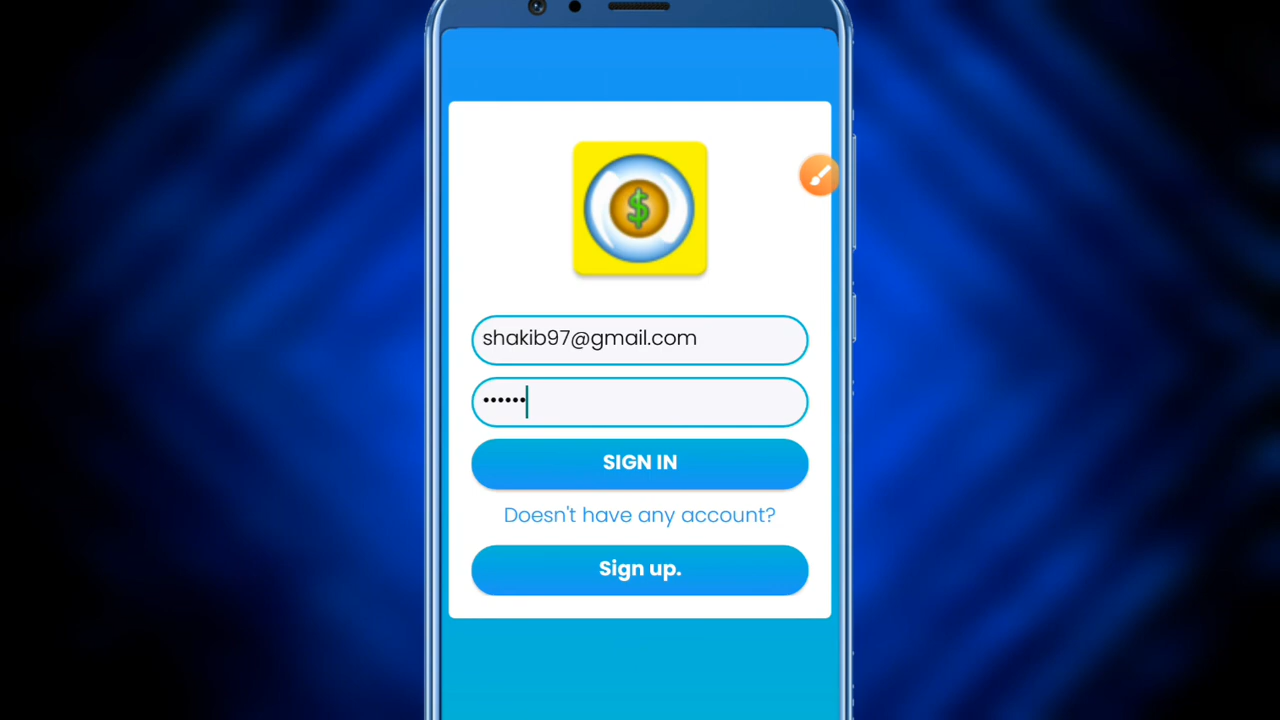 $
shakib97@gmail.com
••••••
SIGN IN
Doesn't have any account?
Sign up.